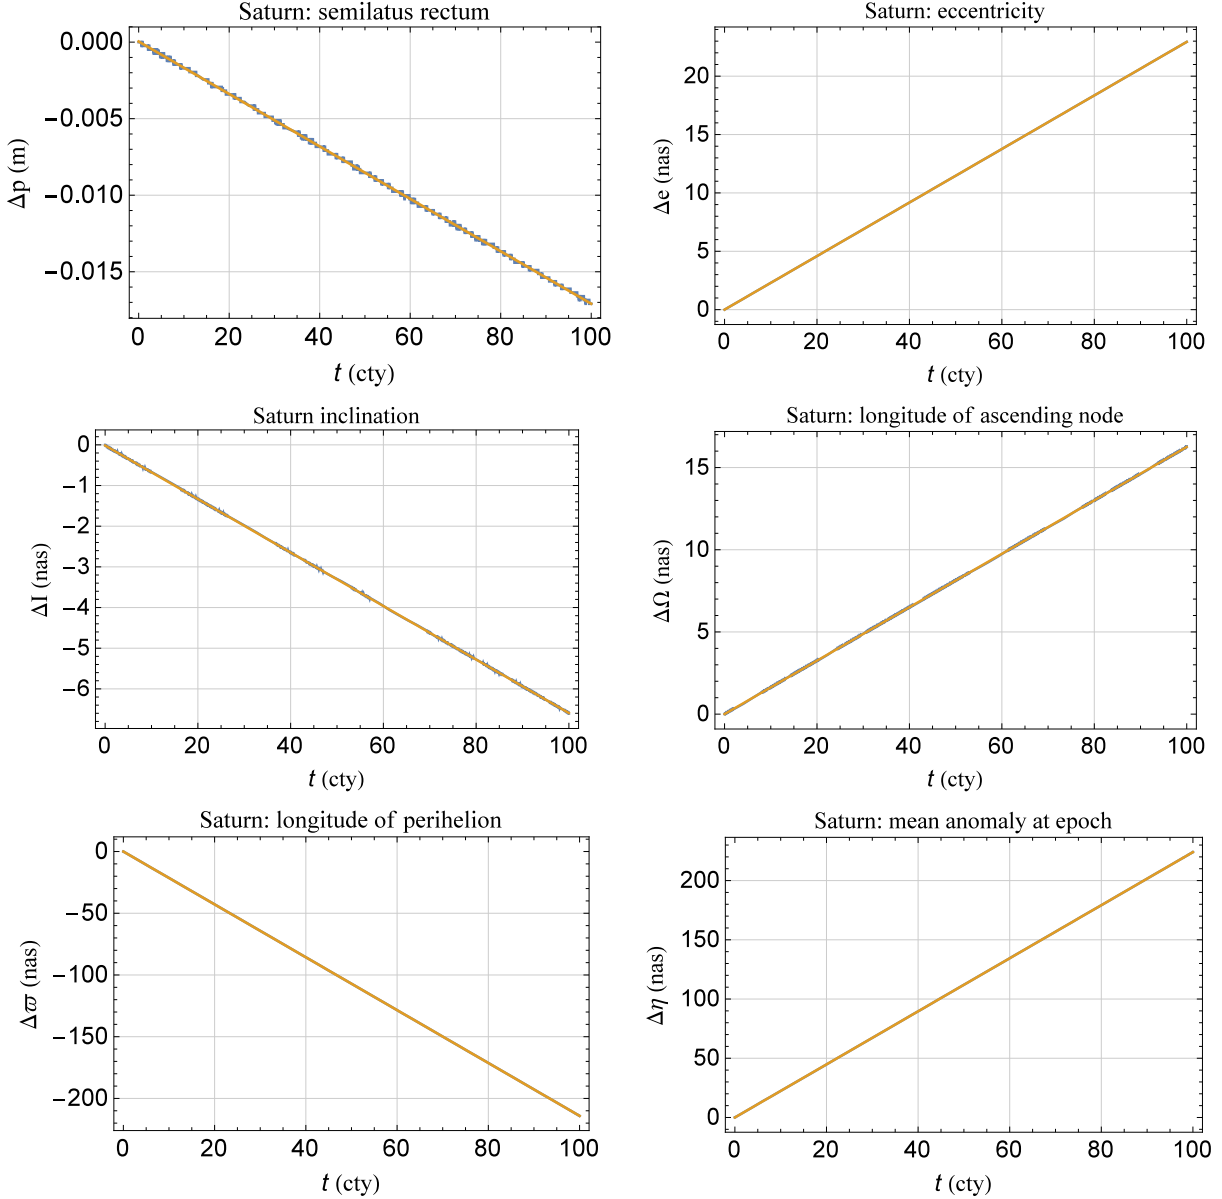 Saturn: semilatus rectum
0.000
−0.005
−0.010
−0.015
Δp (m)
0 20 40 60 80 100
t (cty)
Saturn: eccentricity
20
15
10
5
0
Δe (nas)
0 20 40 60 80 100
t (cty)
Saturn inclination
0
−1
−2
−3
−4
−5
−6
ΔI (nas)
0 20 40 60 80 100
t (cty)
Saturn: longitude of ascending node
15
10
5
0
ΔΩ (nas)
0 20 40 60 80 100
t (cty)
Saturn: longitude of perihelion
0
−50
−100
−150
−200
Δϖ (nas)
0 20 40 60 80 100
t (cty)
Saturn: mean anomaly at epoch
200
150
100
50
0
Δη (nas)
0 20 40 60 80 100
t (cty)